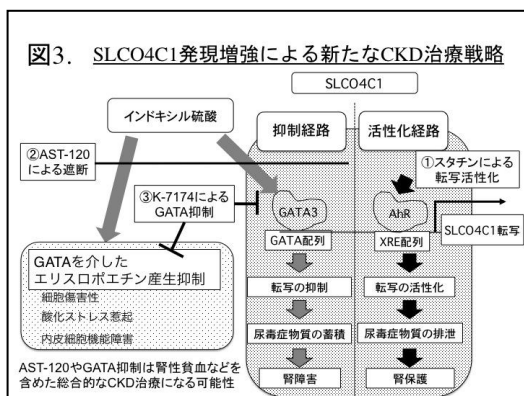 図3. SLCO4C1発現増強による新たなCKD治療戦略
SLCO4C1
インドキシル硫酸
抑制経路
活性化経路
②AST-120
による遮断
①スタチンによる
転写活性化
③K-7174による
GATA抑制
GATA3
AhR
GATA配列
XRE配列
SLCO4C1転写
GATAを介した
エリスロポエチン産生抑制
細胞傷害性
酸化ストレス惹起
内皮細胞機能障害
転写の抑制
転写の活性化
尿毒症物質の蓄積
尿毒症物質の排泄
腎障害
腎保護
AST-120やGATA抑制は腎性貧血などを
含めた総合的なCKD治療になる可能性